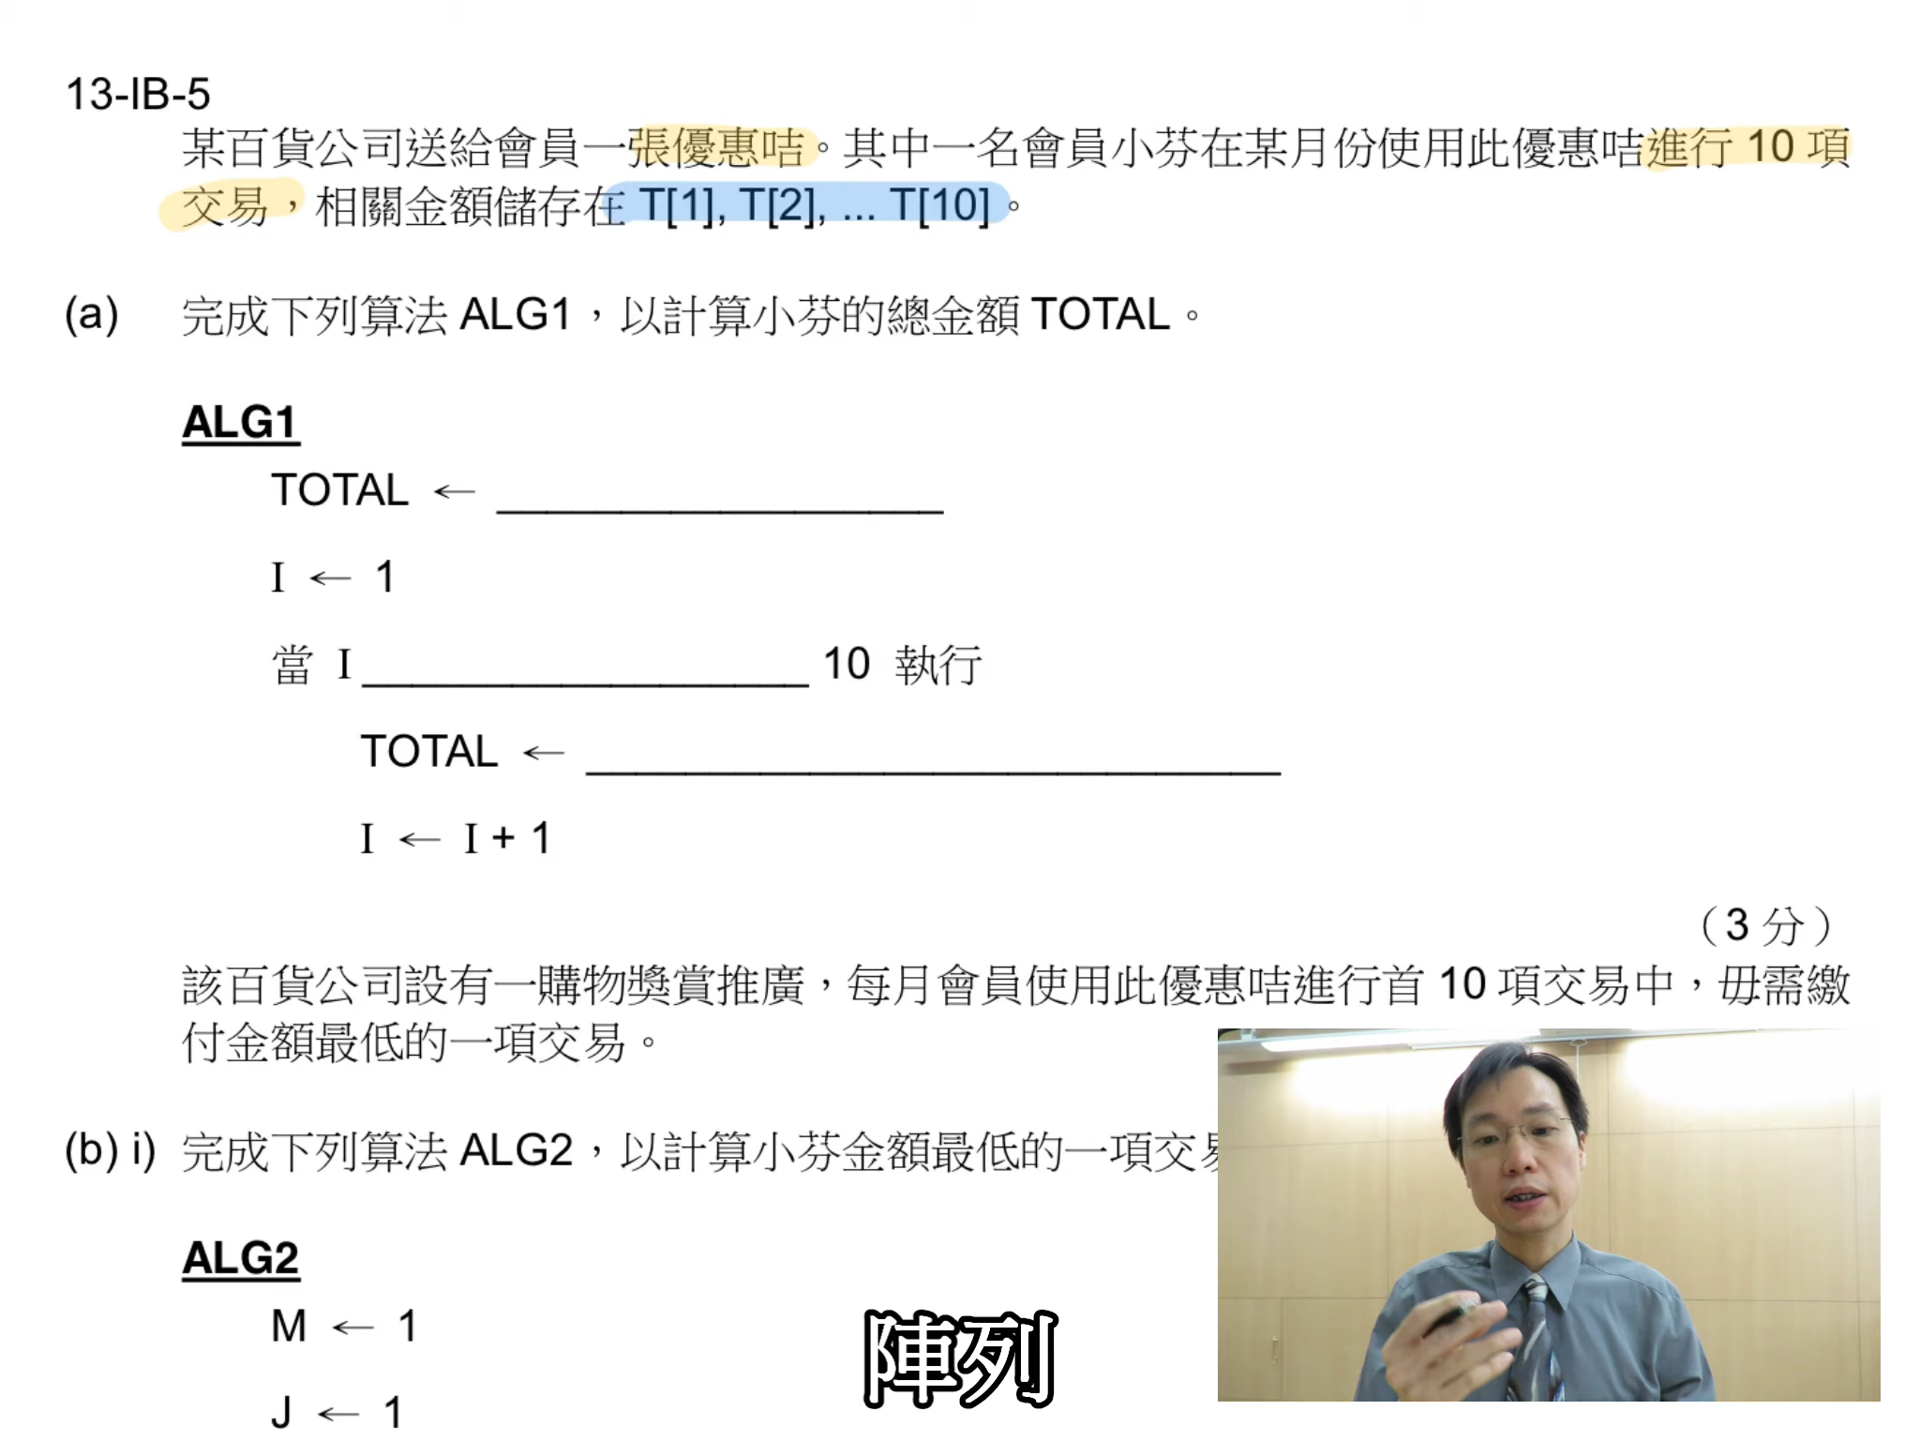 13-IB-5
某百貨公司送給會員一張優惠咭。其中一名會員小芬在某月份使用此優惠咭進行 10 項
交易，相關金額儲存在 T[1], T[2], ... T[10]。
(a) 完成下列算法 ALG1，以計算小芬的總金額 TOTAL。
ALG1
TOTAL ← __________________
I ← 1
當 I __________________ 10 執行
TOTAL ← ____________________________
I ← I + 1
（3 分）
該百貨公司設有一購物獎賞推廣，每月會員使用此優惠咭進行首 10 項交易中，毋需繳
付金額最低的一項交易。
(b) i) 完成下列算法 ALG2，以計算小芬金額最低的一項交
ALG2
M ← 1
J ← 1
陣列